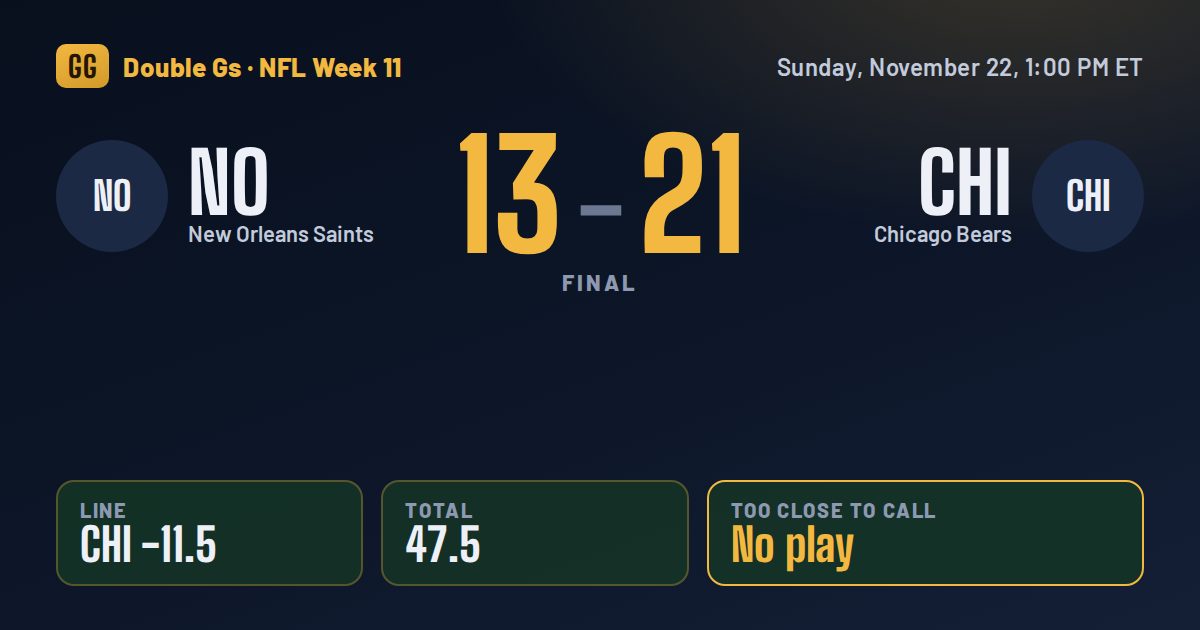 GG
Double Gs · NFL Week 11
Sunday, November 22, 1:00 PM ET
NO
NO
New Orleans Saints
13 – 21
FINAL
CHI
Chicago Bears
CHI
LINE
CHI −11.5
TOTAL
47.5
TOO CLOSE TO CALL
No play